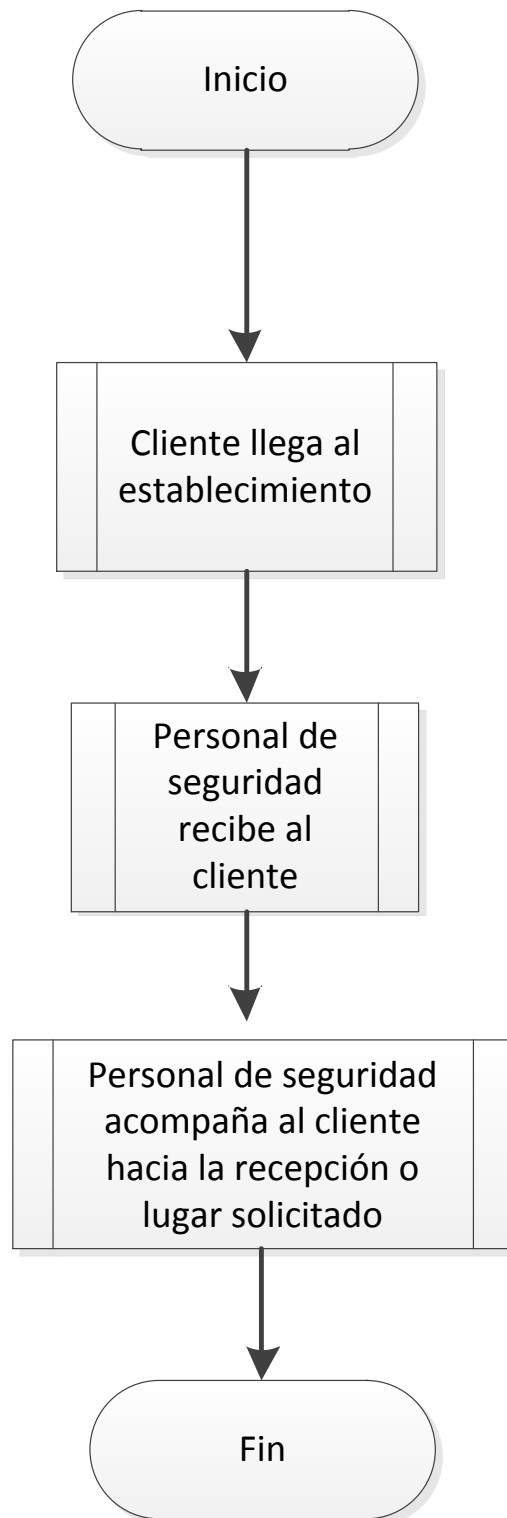 Inicio
Cliente llega al
establecimiento
Personal de
seguridad
recibe al
cliente
Personal de seguridad
acompaña al cliente
hacia la recepción o
lugar solicitado
Fin